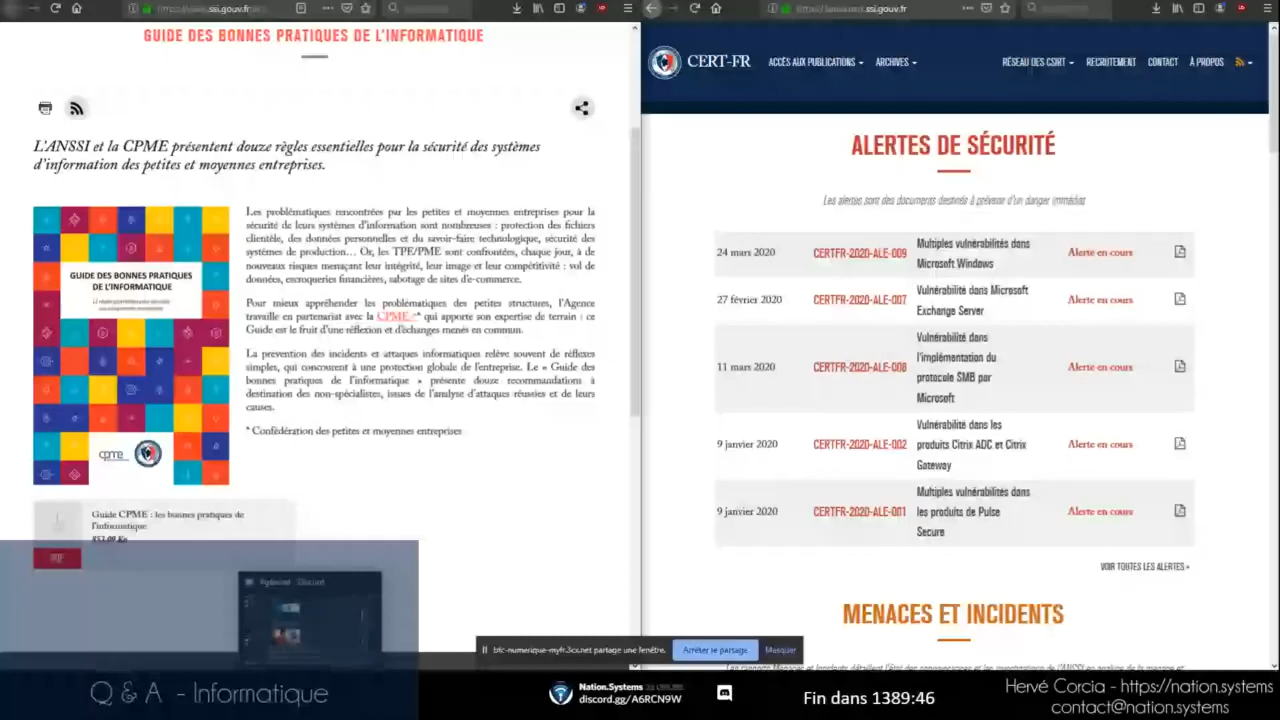 https://www.ssi.gouv.fr
GUIDE DES BONNES PRATIQUES DE L'INFORMATIQUE
L'ANSSI et la CPME présentent douze règles essentielles pour la sécurité des systèmes
d'information des petites et moyennes entreprises.
GUIDE DES BONNES PRATIQUES
DE L'INFORMATIQUE
cpme
Les problématiques rencontrées par les petites et moyennes entreprises pour la
sécurité de leurs systèmes d'information sont nombreuses : protection des fichiers
clientèle, des données personnelles et du savoir-faire technologique, sécurité des
systèmes de production… Or, les TPE/PME sont confrontées, chaque jour, à de
nouveaux risques menaçant leur intégrité, leur image et leur compétitivité : vol de
données, escroqueries financières, sabotage de sites d'e-commerce.
Pour mieux appréhender les problématiques des petites structures, l'Agence
travaille en partenariat avec la CPME * qui apporte son expertise de terrain : ce
Guide est le fruit d'une réflexion et d'échanges menés en commun.
La prévention des incidents et attaques informatiques relève souvent de réflexes
simples, qui concourent à une protection globale de l'entreprise. Le « Guide des
bonnes pratiques de l'informatique » présente douze recommandations à
destination des non-spécialistes, issues de l'analyse d'attaques réussies et de leurs
causes.
* Confédération des petites et moyennes entreprises
Guide CPME : les bonnes pratiques de
l'informatique
853.09 Ko
PDF
Discord
ssi.gouv.fr
CERT-FR
ACCÈS AUX PUBLICATIONS
ARCHIVES
RÉSEAU DES CSIRT
RECRUTEMENT
CONTACT
À PROPOS
ALERTES DE SÉCURITÉ
Les alertes sont des documents destinés à prévenir d'un danger immédiat
24 mars 2020 CERTFR-2020-ALE-009 Multiples vulnérabilités dans
Microsoft Windows Alerte en cours
27 février 2020 CERTFR-2020-ALE-007 Vulnérabilité dans Microsoft
Exchange Server Alerte en cours
11 mars 2020 CERTFR-2020-ALE-008 Vulnérabilité dans
l'implémentation du
protocole SMB par
Microsoft Alerte en cours
9 janvier 2020 CERTFR-2020-ALE-002 Vulnérabilité dans les
produits Citrix ADC et Citrix
Gateway Alerte en cours
9 janvier 2020 CERTFR-2020-ALE-001 Multiples vulnérabilités dans
les produits de Pulse
Secure Alerte en cours
VOIR TOUTES LES ALERTES »
MENACES ET INCIDENTS
btc-numerique-myfr.3cx.net partage une fenêtre.
Arrêter le partage
Masquer
Q & A - Informatique
Nation.Systems
discord.gg/A6RCN9W
Fin dans 1389:46
Hervé Corcia - https://nation.systems
contact@nation.systems